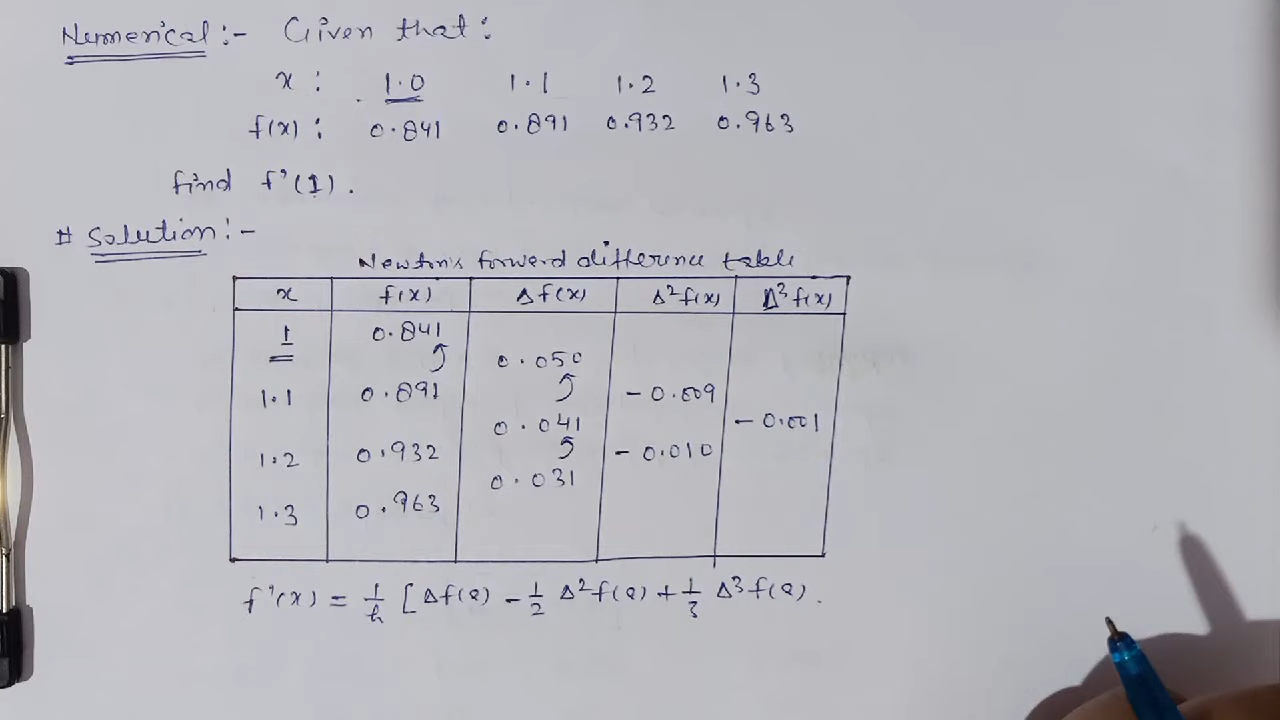 Numerical :- Given that :
x : 1.0 1.1 1.2 1.3
f(x) : 0.841 0.891 0.932 0.963
find f'(1).
# Solution :-
Newton's forward difference table
x f(x) Δf(x) Δ²f(x) Δ³f(x)
1 0.841
0.050
1.1 0.891 - 0.009
0.041 - 0.001
1.2 0.932 - 0.010
0.031
1.3 0.963
f'(x) = 1/h [Δf(a) - 1/2 Δ²f(a) + 1/3 Δ³f(a).